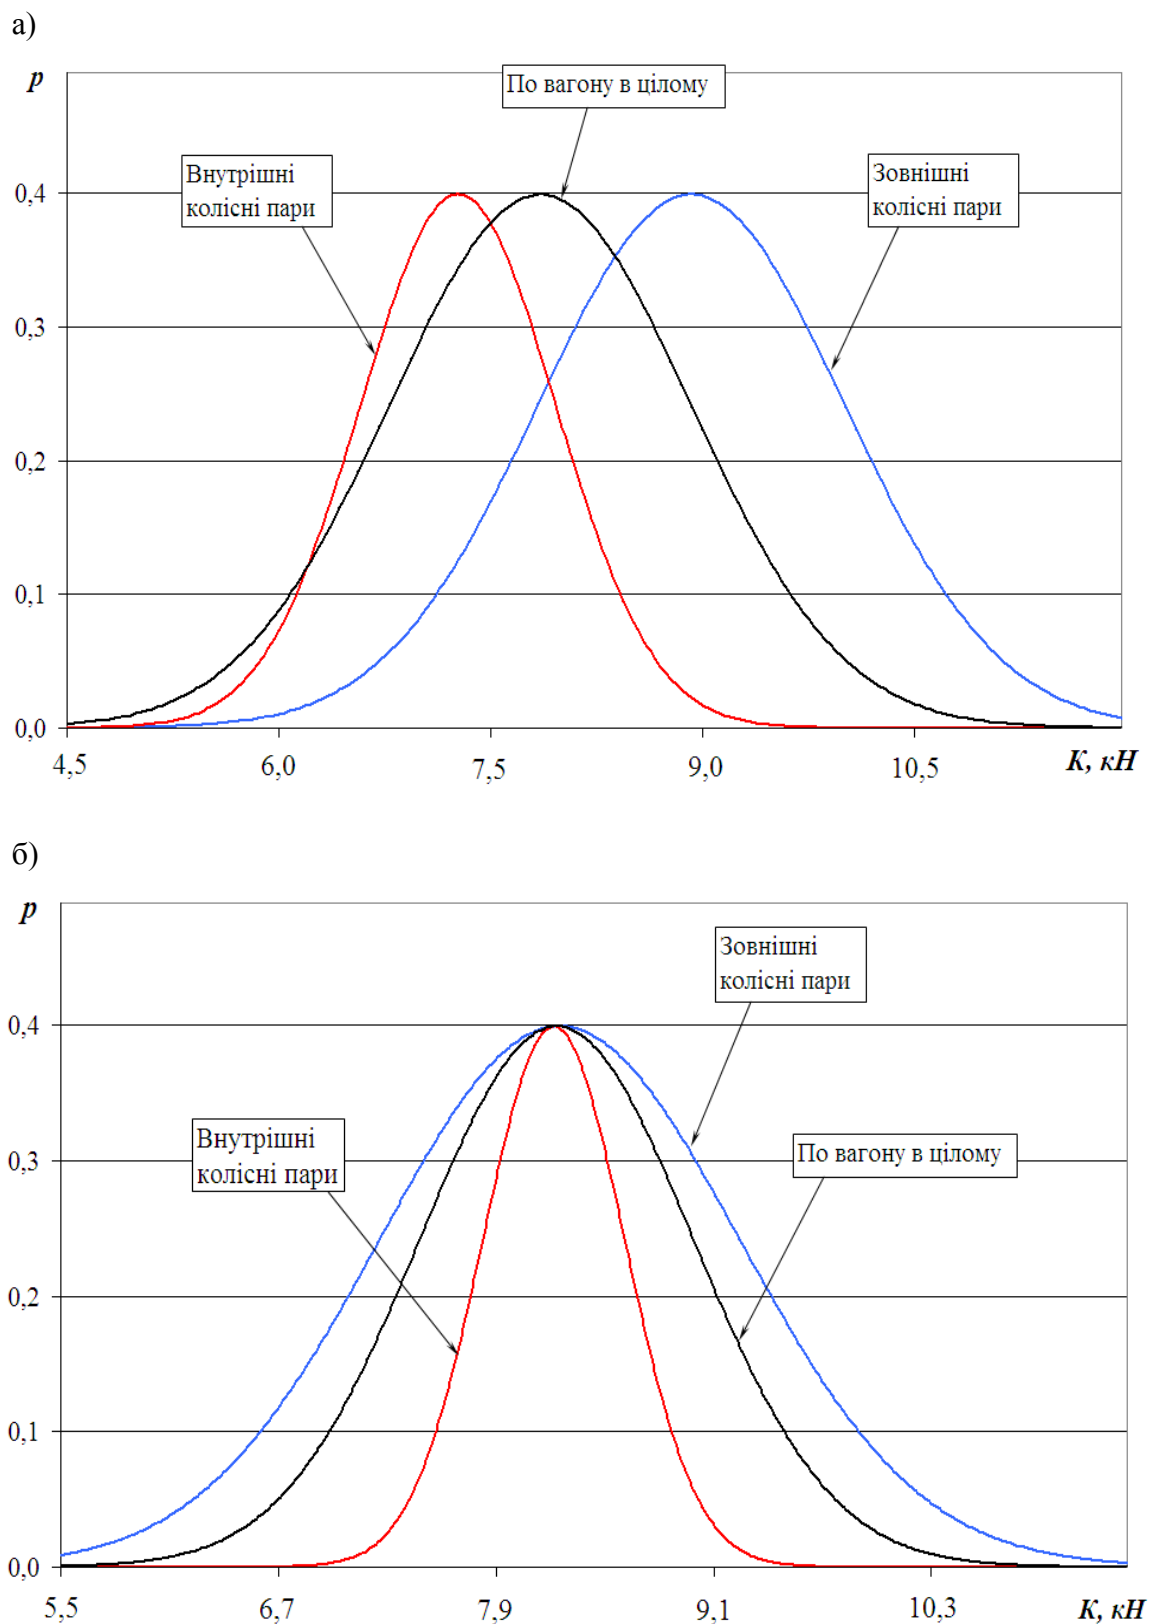 а)
p
По вагону в цілому
Внутрішні
колісні пари
Зовнішні
колісні пари
0,4
0,3
0,2
0,1
0,0
4,5
6,0
7,5
9,0
10,5
К, кН
б)
p
Зовнішні
колісні пари
0,4
Внутрішні
колісні пари
По вагону в цілому
0,3
0,2
0,1
0,0
5,5
6,7
7,9
9,1
10,3
К, кН